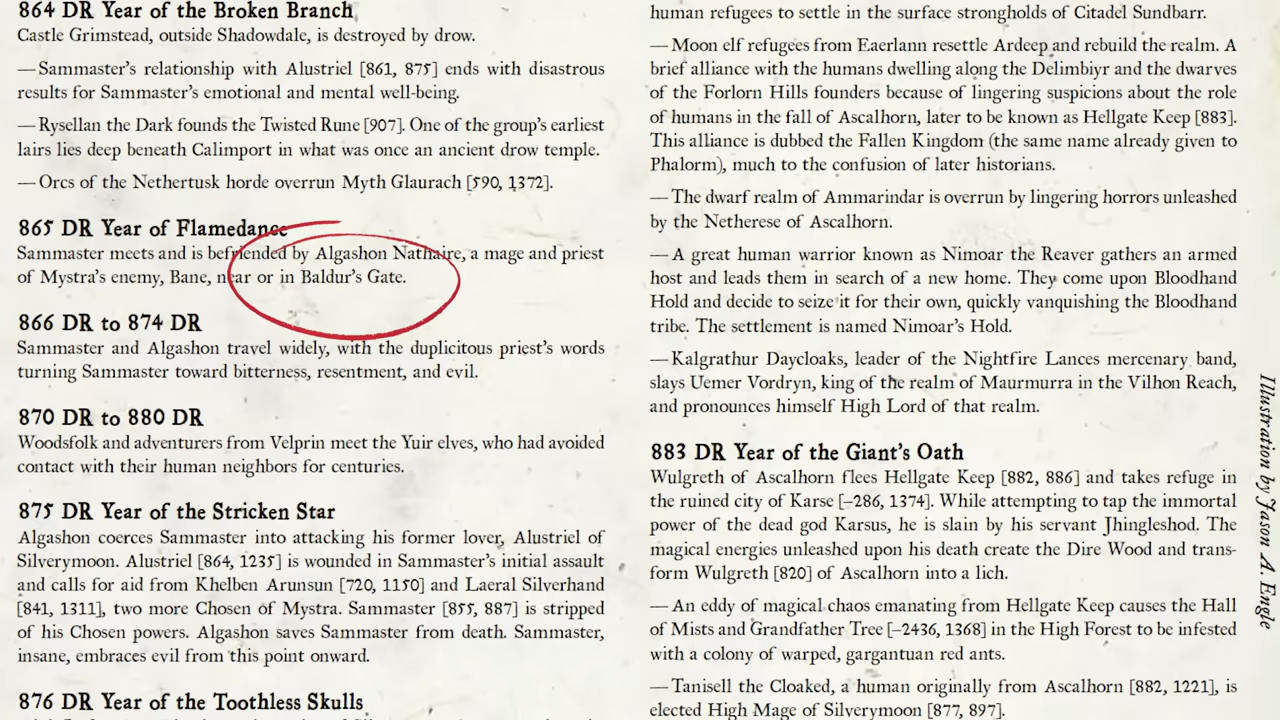 864 DR Year of the Broken Branch
Castle Grimstead, outside Shadowdale, is destroyed by drow.
—Sammaster's relationship with Alustriel [861, 875] ends with disastrous
results for Sammaster's emotional and mental well-being.
—Rysellan the Dark founds the Twisted Rune [907]. One of the group's earliest
lairs lies deep beneath Calimport in what was once an ancient drow temple.
—Orcs of the Nethertusk horde overrun Myth Glaurach [590, 1372].
865 DR Year of Flamedance
Sammaster meets and is befriended by Algashon Nathaire, a mage and priest
of Mystra's enemy, Bane, near or in Baldur's Gate.
866 DR to 874 DR
Sammaster and Algashon travel widely, with the duplicitous priest's words
turning Sammaster toward bitterness, resentment, and evil.
870 DR to 880 DR
Woodsfolk and adventurers from Velprin meet the Yuir elves, who had avoided
contact with their human neighbors for centuries.
875 DR Year of the Stricken Star
Algashon coerces Sammaster into attacking his former lover, Alustriel of
Silverymoon. Alustriel [864, 1235] is wounded in Sammaster's initial assault
and calls for aid from Khelben Arunsun [720, 1150] and Laeral Silverhand
[841, 1311], two more Chosen of Mystra. Sammaster [855, 887] is stripped
of his Chosen powers. Algashon saves Sammaster from death. Sammaster,
insane, embraces evil from this point onward.
876 DR Year of the Toothless Skulls
human refugees to settle in the surface strongholds of Citadel Sundbarr.
—Moon elf refugees from Eaerlann resettle Ardeep and rebuild the realm. A
brief alliance with the humans dwelling along the Delimbiyr and the dwarves
of the Forlorn Hills founders because of lingering suspicions about the role
of humans in the fall of Ascalhorn, later to be known as Hellgate Keep [883].
This alliance is dubbed the Fallen Kingdom (the same name already given to
Phalorm), much to the confusion of later historians.
—The dwarf realm of Ammarindar is overrun by lingering horrors unleashed
by the Netherese of Ascalhorn.
—A great human warrior known as Nimoar the Reaver gathers an armed
host and leads them in search of a new home. They come upon Bloodhand
Hold and decide to seize it for their own, quickly vanquishing the Bloodhand
tribe. The settlement is named Nimoar's Hold.
—Kalgrathur Daycloaks, leader of the Nightfire Lances mercenary band,
slays Uemer Vordryn, king of the realm of Maurmurra in the Vilhon Reach,
and pronounces himself High Lord of that realm.
883 DR Year of the Giant's Oath
Wulgreth of Ascalhorn flees Hellgate Keep [882, 886] and takes refuge in
the ruined city of Karse [–286, 1374]. While attempting to tap the immortal
power of the dead god Karsus, he is slain by his servant Jhingleshod. The
magical energies unleashed upon his death create the Dire Wood and trans-
form Wulgreth [820] of Ascalhorn into a lich.
—An eddy of magical chaos emanating from Hellgate Keep causes the Hall
of Mists and Grandfather Tree [–2436, 1368] in the High Forest to be infested
with a colony of warped, gargantuan red ants.
—Tanisell the Cloaked, a human originally from Ascalhorn [882, 1221], is
elected High Mage of Silverymoon [877, 897].
Illustration by Jason A. Engle